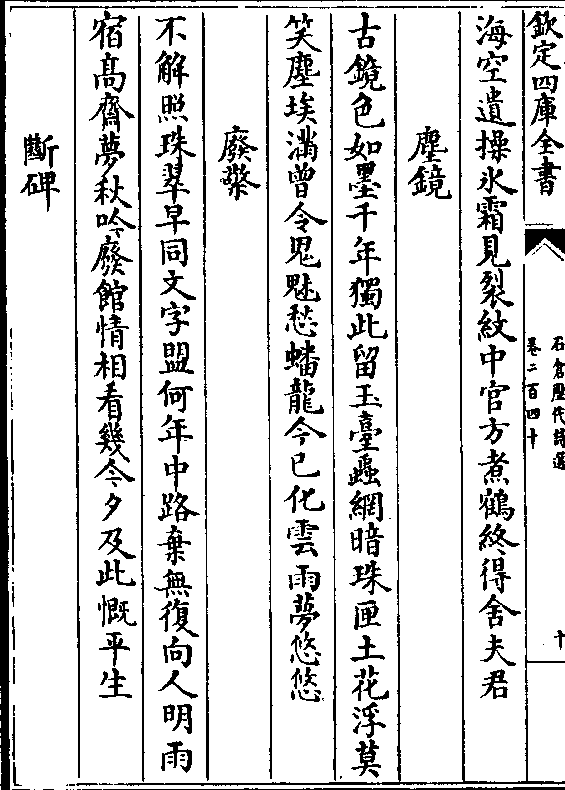 欽定四庫全書
石倉歷代詩選
卷二百四十
十
海空遺操氷霜見裂紋中官方煮鶴終得舍夫君
塵鏡
古鏡色如墨千年獨此留玉臺蟲網暗珠匣土花浮莫
笑塵埃滿曾令鬼魅愁蟠龍今已化雲雨夢悠悠
廢檠
不解照珠翠早同文字盟何年中路棄無復向人明雨
宿高齋夢秋吟廢館情相看幾今夕及此慨平生
斷碑